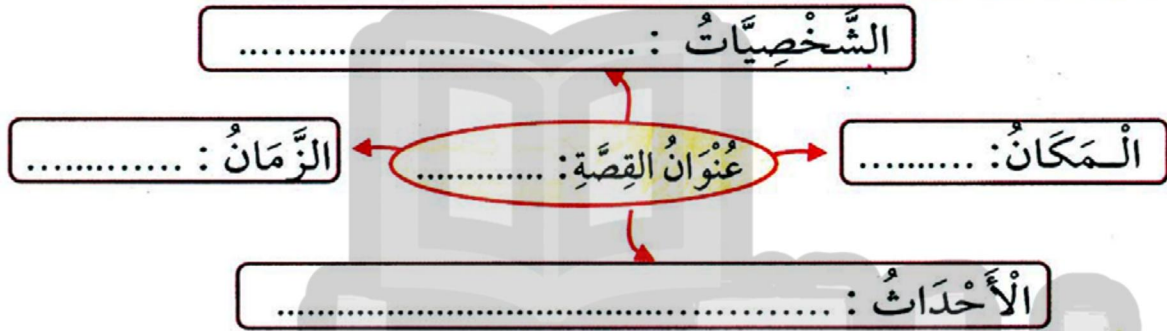 الشَّخْصِيَّاتُ : ........................................
الْـمَكَانُ: ..........
عُنْوَانُ القِصَّةِ: .............
الزَّمَانُ : ..............
الْأَحْدَاثُ : ........................................................